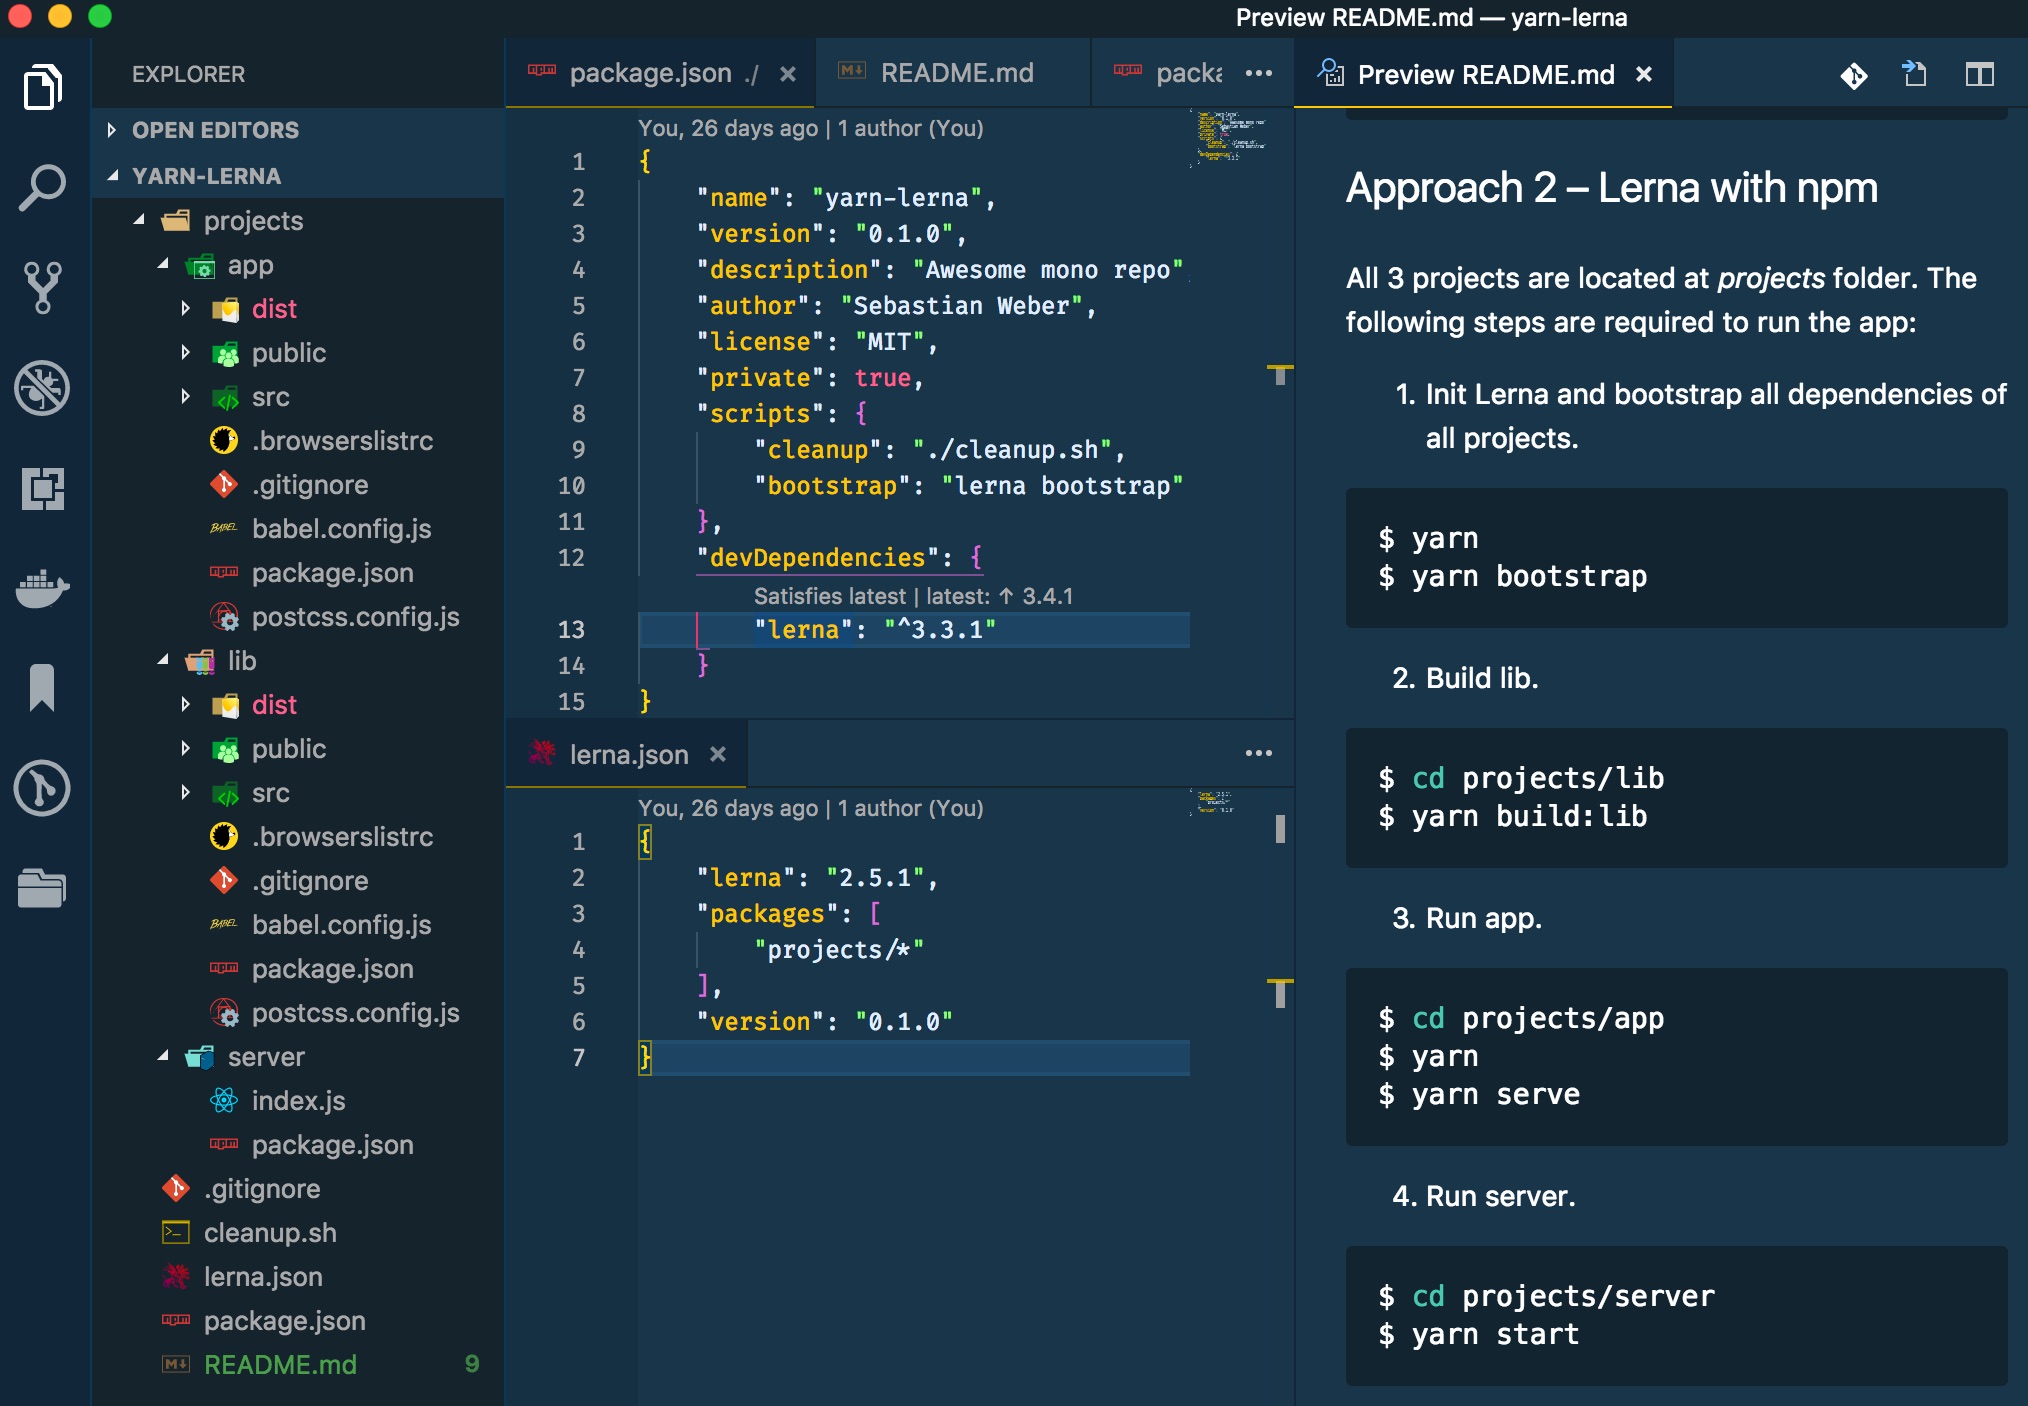 Preview README.md — yarn-lerna
EXPLORER
OPEN EDITORS
YARN-LERNA
projects
app
dist
public
src
.browserslistrc
.gitignore
babel.config.js
package.json
postcss.config.js
lib
dist
public
src
.browserslistrc
.gitignore
babel.config.js
package.json
postcss.config.js
server
index.js
package.json
.gitignore
cleanup.sh
lerna.json
package.json
README.md 9
package.json ./
README.md
packa
You, 26 days ago | 1 author (You)
1 {
2 "name": "yarn-lerna",
3 "version": "0.1.0",
4 "description": "Awesome mono repo"
5 "author": "Sebastian Weber",
6 "license": "MIT",
7 "private": true,
8 "scripts": {
9 "cleanup": "./cleanup.sh",
10 "bootstrap": "lerna bootstrap"
11 },
12 "devDependencies": {
Satisfies latest | latest: ↑ 3.4.1
13 "lerna": "^3.3.1"
14 }
15 }
lerna.json
You, 26 days ago | 1 author (You)
1 {
2 "lerna": "2.5.1",
3 "packages": [
4 "projects/*"
5 ],
6 "version": "0.1.0"
7 }
Preview README.md
Approach 2 – Lerna with npm
All 3 projects are located at projects folder. The
following steps are required to run the app:
1. Init Lerna and bootstrap all dependencies of
all projects.
$ yarn
$ yarn bootstrap
2. Build lib.
$ cd projects/lib
$ yarn build:lib
3. Run app.
$ cd projects/app
$ yarn
$ yarn serve
4. Run server.
$ cd projects/server
$ yarn start